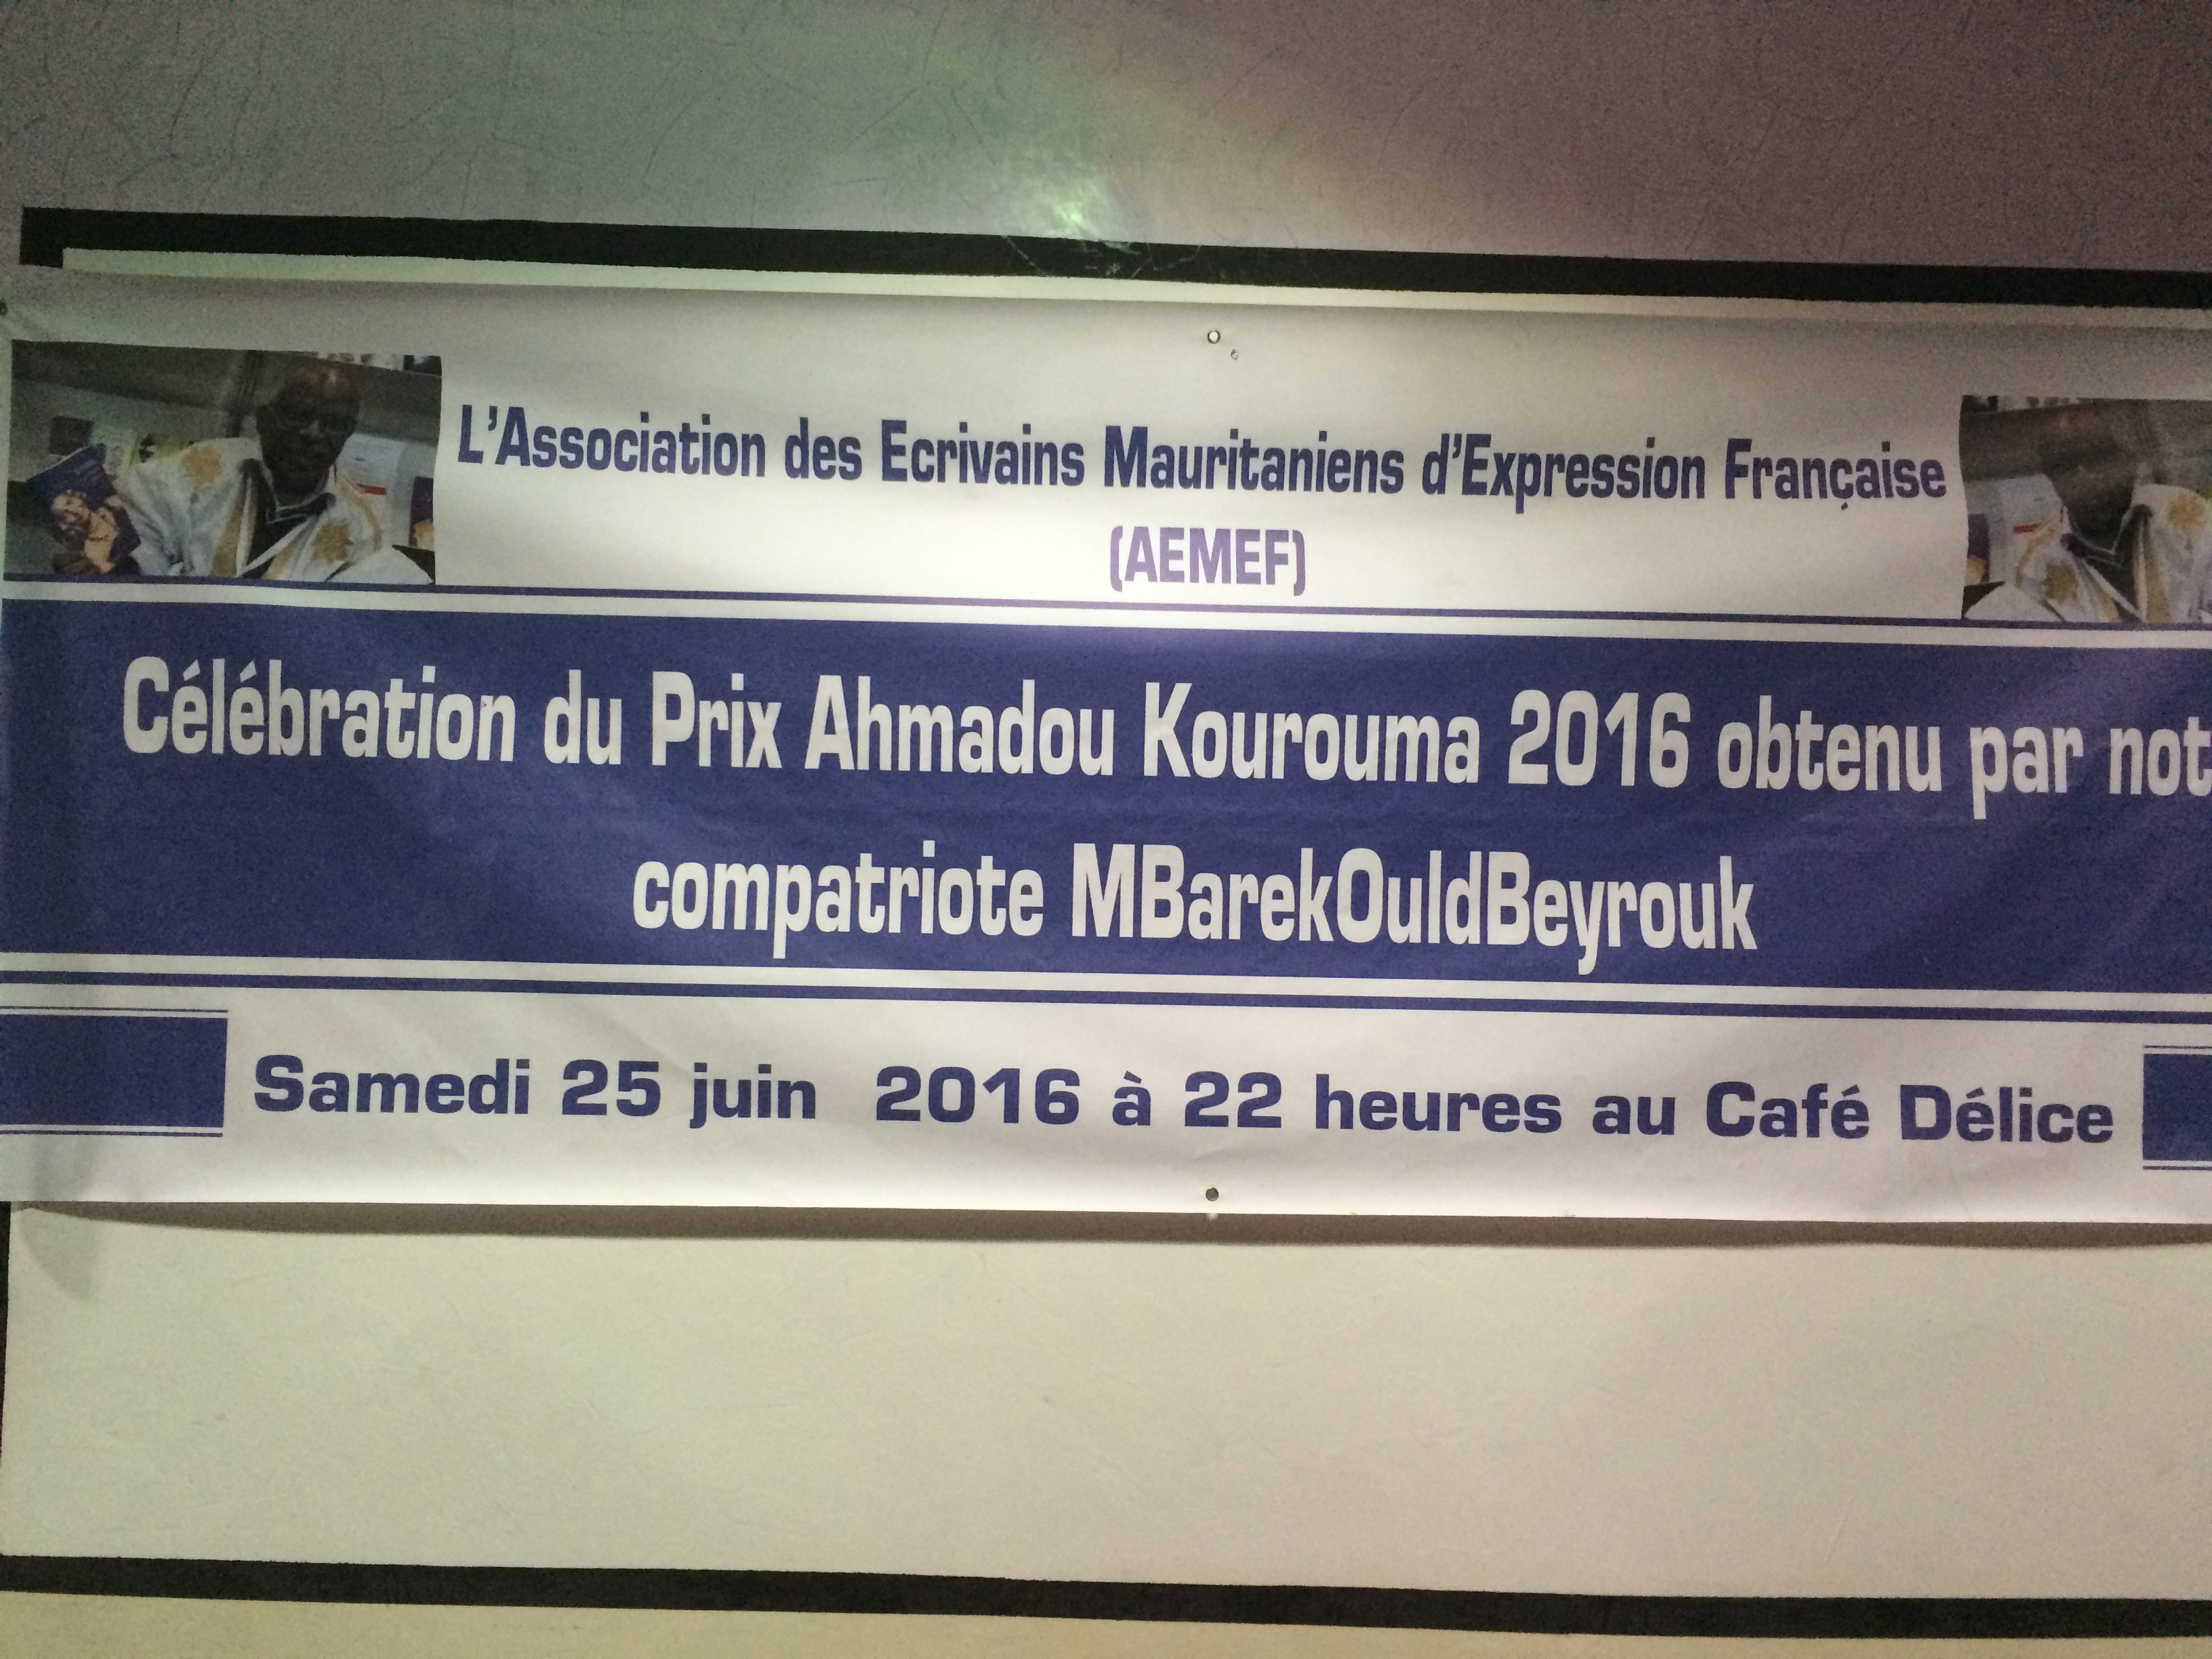 L'Association des Ecrivains Mauritaniens d'Expression Française
(AEMEF)
Célébration du Prix Ahmadou Kourouma 2016 obtenu par not
compatriote MBarekOuldBeyrouk
Samedi 25 juin 2016 à 22 heures au Café Délice